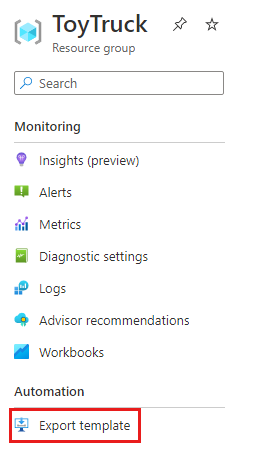 ToyTruck
Resource group
Search
Monitoring
Insights (preview)
Alerts
Metrics
Diagnostic settings
Logs
Advisor recommendations
Workbooks
Automation
Export template